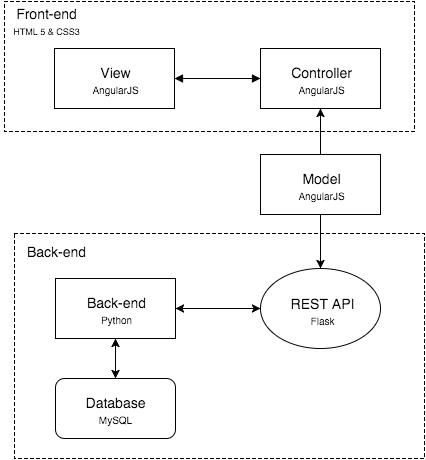 Front-end
HTML 5 & CSS3
View
AngularJS
Controller
AngularJS
Model
AngularJS
Back-end
Back-end
Python
REST API
Flask
Database
MySQL